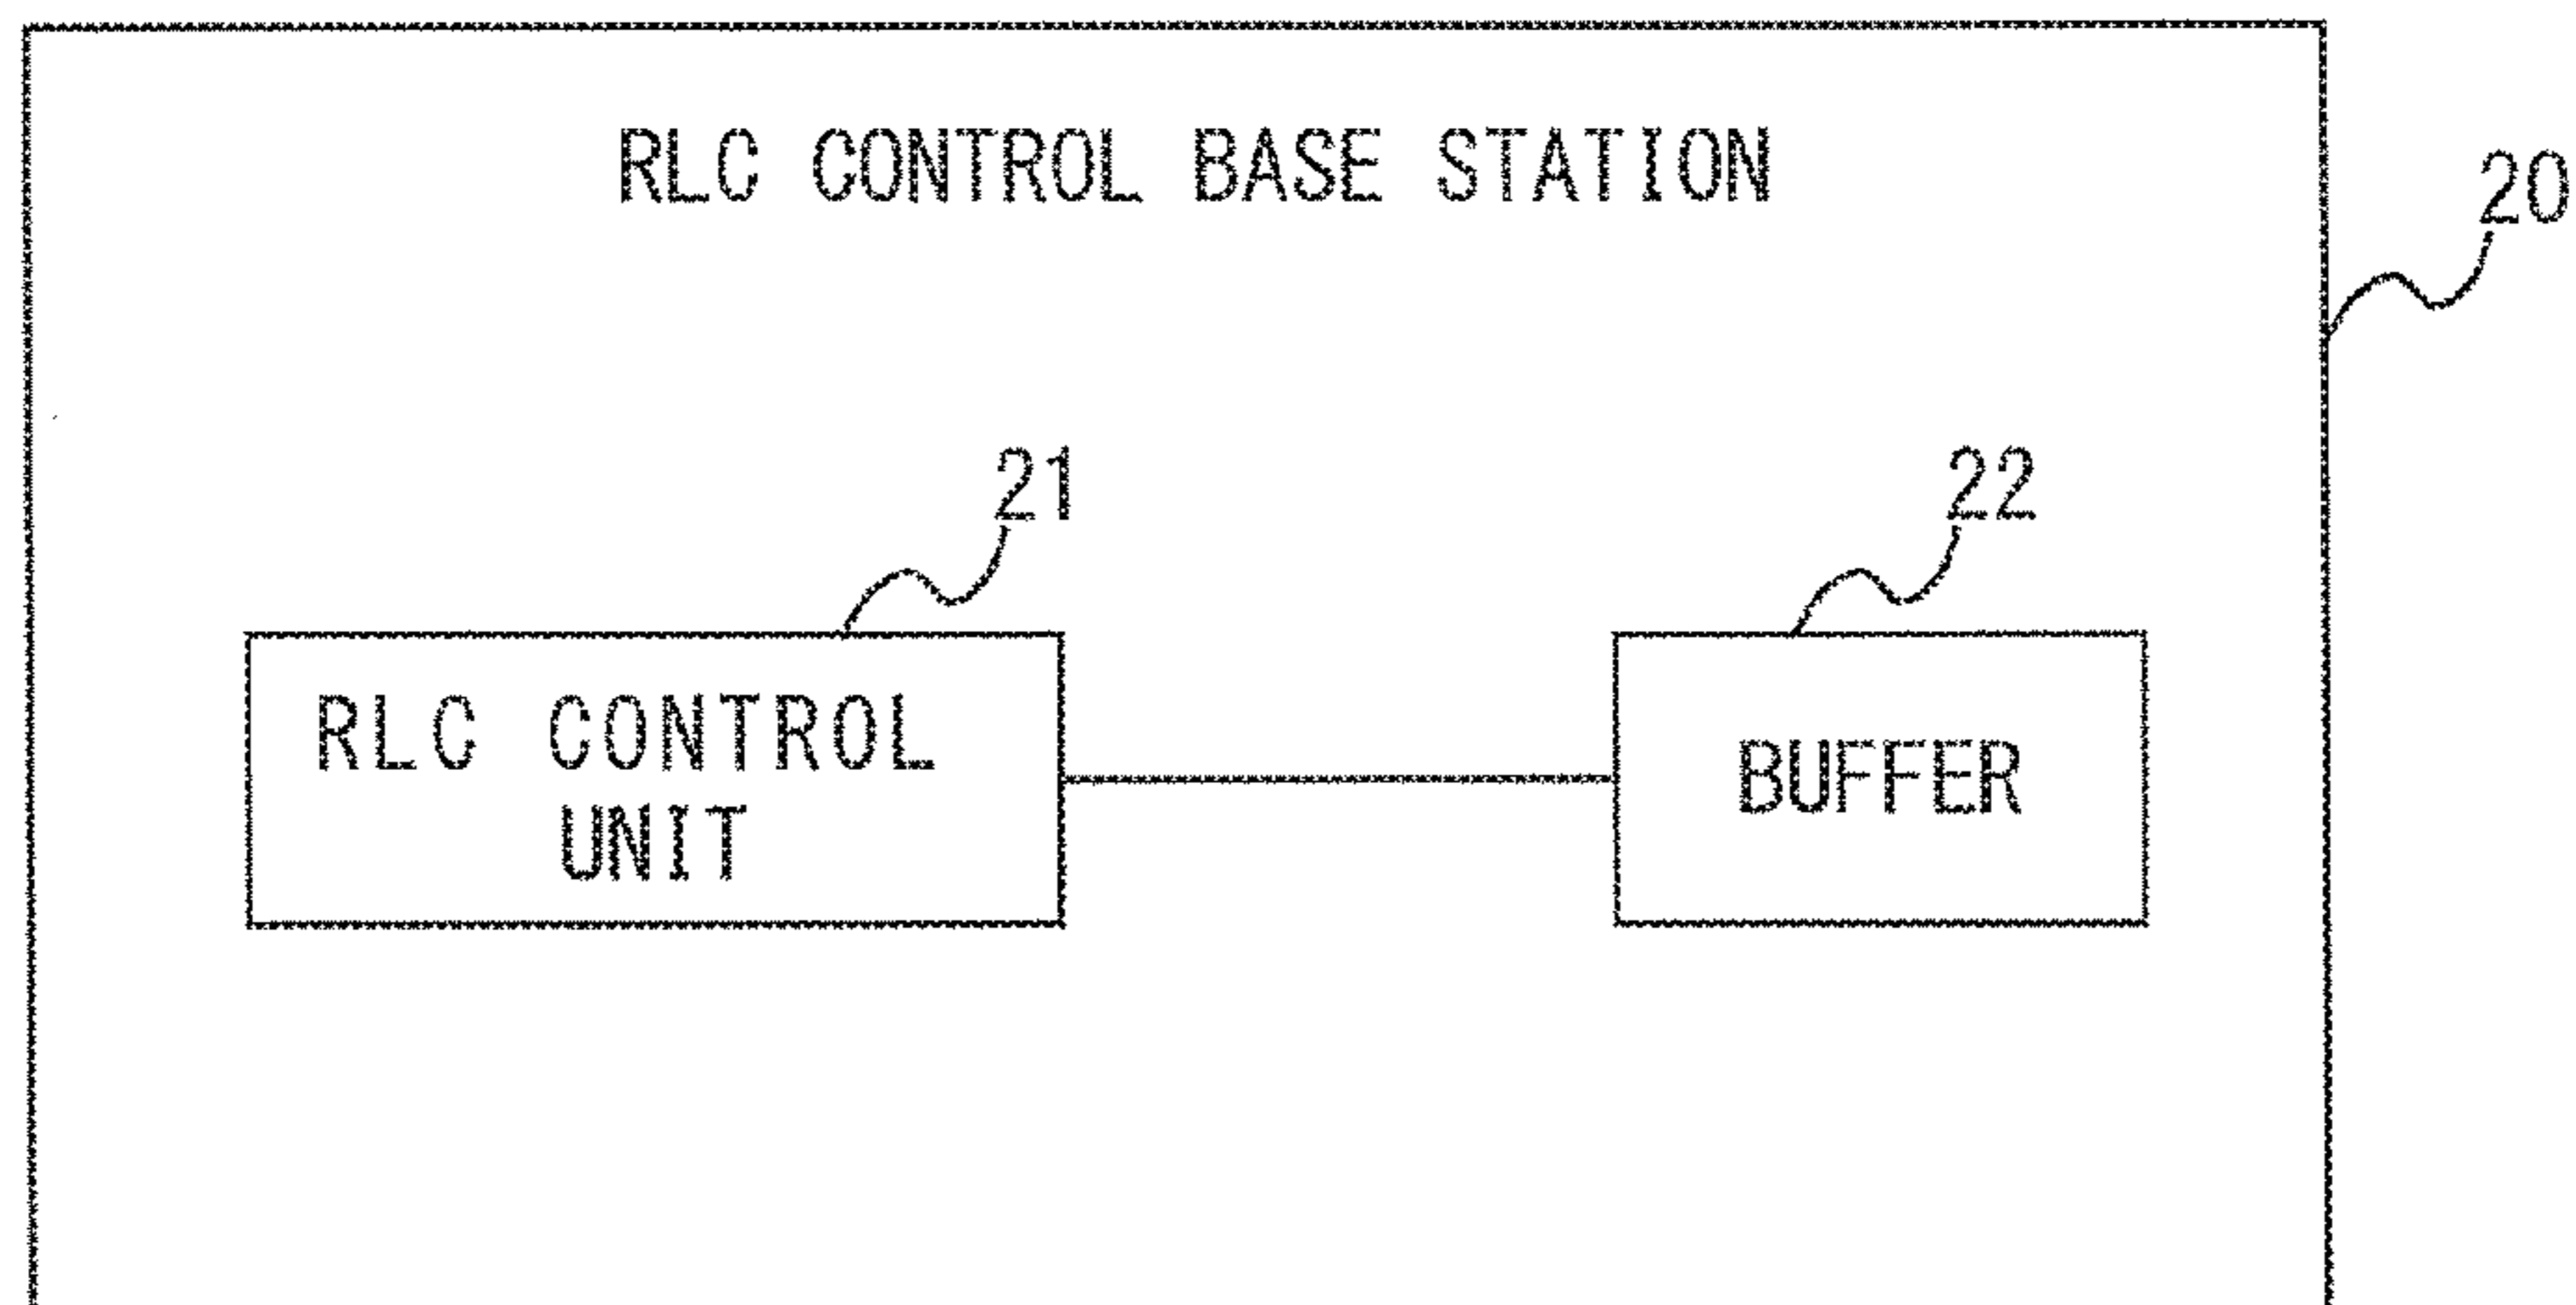 RLC CONTROL BASE STATION
20
21
22
RLC CONTROL
UNIT
BUFFER